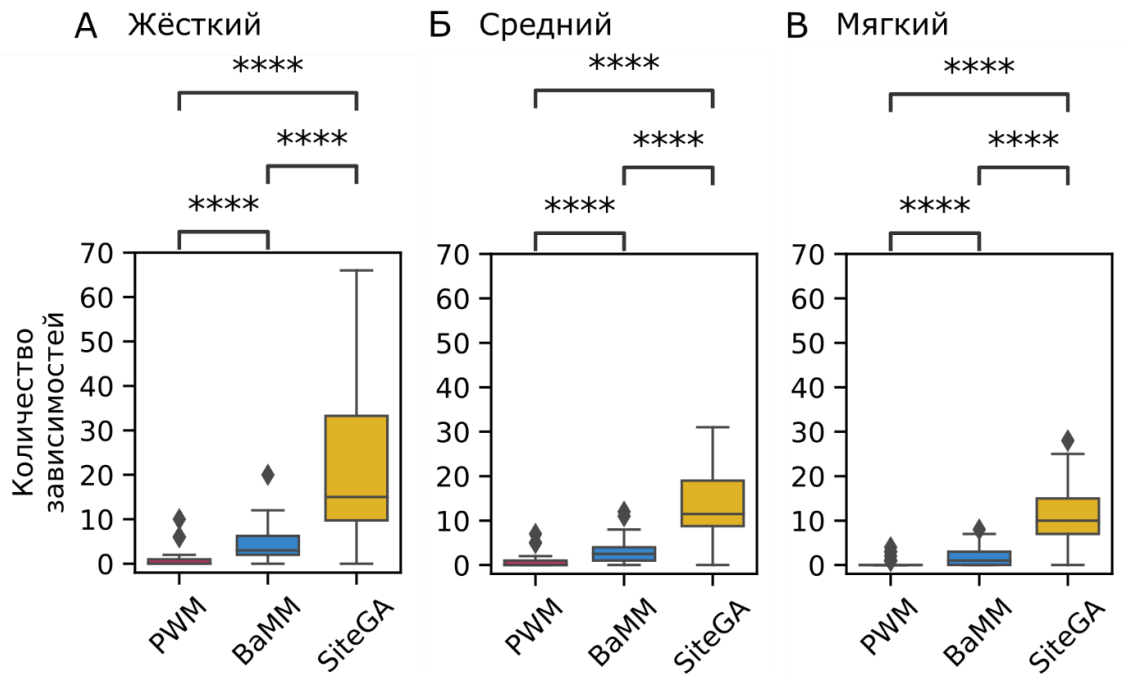 А Жёсткий
Б Средний
В Мягкий
****
****
****
****
****
****
****
****
****
Количество
зависимостей
70
60
50
40
30
20
10
0
PWM
BaMM
SiteGA
70
60
50
40
30
20
10
0
PWM
BaMM
SiteGA
70
60
50
40
30
20
10
0
PWM
BaMM
SiteGA